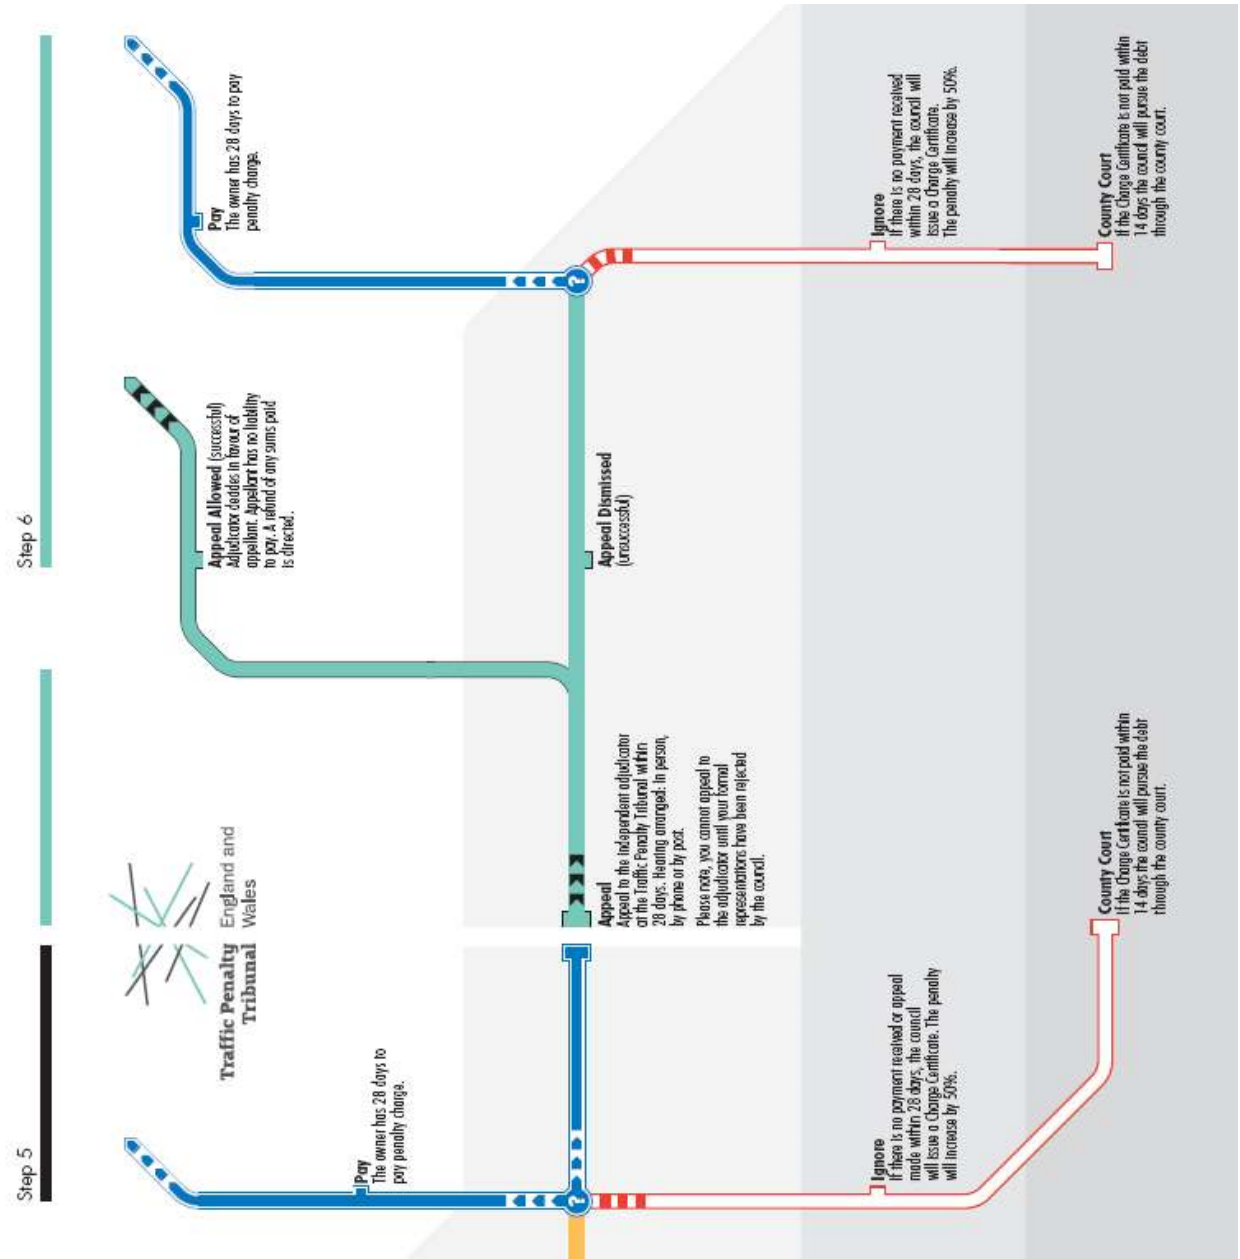 Step 5
Step 6
Traffic Penalty
Tribunal
England and
Wales
Pay
The owner has 28 days to
pay penalty charge.
?
Ignore
If there is no payment received or appeal
made within 28 days, the council
will issue a Charge Certificate. The penalty
will increase by 50%.
County Court
If the Charge Certificate is not paid within
14 days the council will pursue the debt
through the county court.
Appeal
Appeal to the independent adjudicator
at the Traffic Penalty Tribunal within
28 days. Hearing arranged: in person,
by phone or by post.
Please note, you cannot appeal to
the adjudicator until your formal
representations have been rejected
by the council.
Appeal Allowed (successful)
Adjudicator decides in favour of
appellant. Appellant has no liability
to pay. A refund of any sums paid
is directed.
Appeal Dismissed
(unsuccessful)
?
Pay
The owner has 28 days to pay
penalty charge.
Ignore
If there is no payment received
within 28 days, the council will
issue a Charge Certificate.
The penalty will increase by 50%.
County Court
If the Charge Certificate is not paid within
14 days the council will pursue the debt
through the county court.